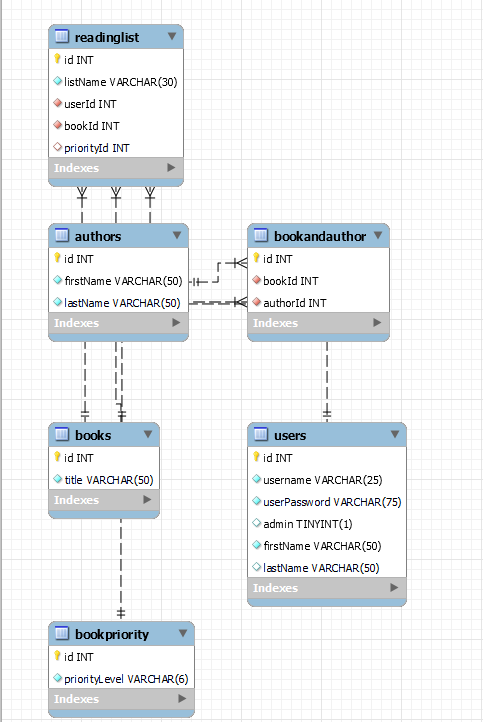 readinglist
id INT
listName VARCHAR(30)
userId INT
bookId INT
priorityId INT
Indexes
authors
id INT
firstName VARCHAR(50)
lastName VARCHAR(50)
Indexes
bookandauthor
id INT
bookId INT
authorId INT
Indexes
books
id INT
title VARCHAR(50)
Indexes
users
id INT
username VARCHAR(25)
userPassword VARCHAR(75)
admin TINYINT(1)
firstName VARCHAR(50)
lastName VARCHAR(50)
Indexes
bookpriority
id INT
priorityLevel VARCHAR(6)
Indexes